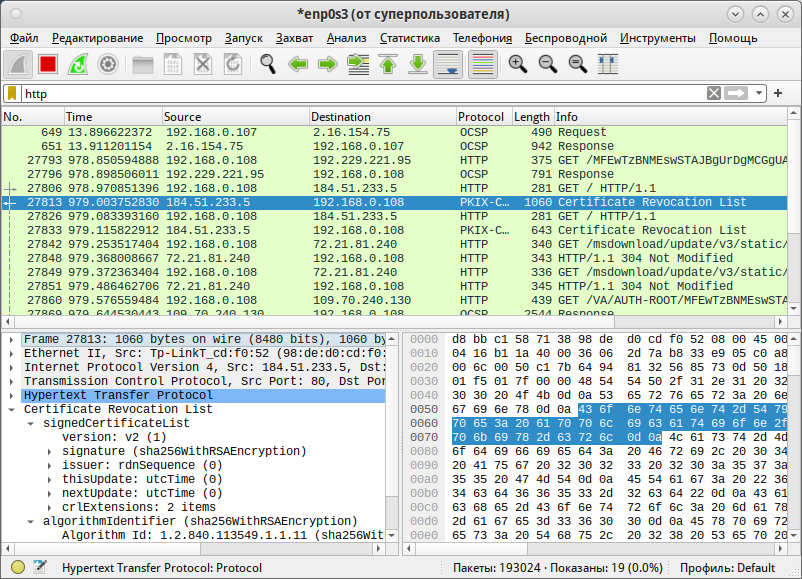 *enp0s3 (от суперпользователя)
Файл Редактирование Просмотр Запуск Захват Анализ Статистика Телефония Беспроводной Инструменты Помощь
http
No. Time Source Destination Protocol Length Info
649 13.896622372 192.168.0.107 2.16.154.75 OCSP 490 Request
651 13.911201154 2.16.154.75 192.168.0.107 OCSP 942 Response
27793 978.850594888 192.168.0.108 192.229.221.95 HTTP 375 GET /MFEwTzBNMEswSTAJBgUrDgMCGgUA
27796 978.898506011 192.229.221.95 192.168.0.108 OCSP 791 Response
27806 978.970851396 192.168.0.108 184.51.233.5 HTTP 281 GET / HTTP/1.1
27813 979.003752830 184.51.233.5 192.168.0.108 PKIX-C… 1060 Certificate Revocation List
27826 979.083393160 192.168.0.108 184.51.233.5 HTTP 281 GET / HTTP/1.1
27833 979.115822912 184.51.233.5 192.168.0.108 PKIX-C… 643 Certificate Revocation List
27942 979.253517404 192.168.0.108 72.21.81.240 HTTP 340 GET /msdownload/update/v3/static/
27948 979.368008667 72.21.81.240 192.168.0.108 HTTP 343 HTTP/1.1 304 Not Modified
27849 979.372363404 192.168.0.108 72.21.81.240 HTTP 336 GET /msdownload/update/v3/static/
27851 979.486462706 72.21.81.240 192.168.0.108 HTTP 345 HTTP/1.1 304 Not Modified
27860 979.576559484 192.168.0.108 109.70.240.130 HTTP 439 GET /VA/AUTH-ROOT/MFEwTzBNMEswSTA
27869 979.644530443 109.70.240.130 192.168.0.108 OCSP 2544 Response
Frame 27813: 1060 bytes on wire (8480 bits), 1060 by
Ethernet II, Src: Tp-LinkT_cd:f0:52 (98:de:d0:cd:f0:
Internet Protocol Version 4, Src: 184.51.233.5, Dst:
Transmission Control Protocol, Src Port: 80, Dst Por
Hypertext Transfer Protocol
Certificate Revocation List
signedCertificateList
version: v2 (1)
signature (sha256WithRSAEncryption)
issuer: rdnSequence (0)
thisUpdate: utcTime (0)
nextUpdate: utcTime (0)
crlExtensions: 2 items
algorithmIdentifier (sha256WithRSAEncryption)
Algorithm Id: 1.2.840.113549.1.1.11 (sha256Wit
0000 d8 bb c1 58 71 38 98 de d0 cd f0 52 08 00 45 00
0010 04 16 b1 1a 40 00 36 06 2d 7a b8 33 e9 05 c0 a8
0020 00 6c 00 50 c1 7b 64 94 81 32 56 85 73 0d 50 18
0030 01 f5 01 7f 00 00 48 54 54 50 2f 31 2e 31 20 32
0040 30 30 20 4f 4b 0d 0a 53 65 72 76 65 72 3a 20 6e
0050 67 69 6e 78 0d 0a 43 6f 6e 74 65 6e 74 2d 54 79
0060 70 65 3a 20 61 70 70 6c 69 63 61 74 69 6f 6e 2f
0070 70 6b 69 78 2d 63 72 6c 0d 0a 4c 61 73 74 2d 4d
0080 6f 64 69 66 69 65 64 3a 20 46 72 69 2c 20 30 34
0090 20 41 75 67 20 32 30 32 33 20 32 30 3a 35 37 3a
00a0 35 35 20 47 4d 54 0d 0a 45 54 61 67 3a 20 22 36
00b0 34 63 64 36 36 35 33 2d 32 63 64 22 0d 0a 43 61
00c0 63 68 65 2d 43 6f 6e 74 72 6f 6c 3a 20 6d 61 78
00d0 2d 61 67 65 3d 33 36 30 30 0d 0a 45 78 70 69 72
00e0 65 73 3a 20 54 68 75 2c 20 32 38 20 53 65 70 20
Hypertext Transfer Protocol: Protocol
Пакеты: 193024 · Показаны: 19 (0.0%)
Профиль: Default